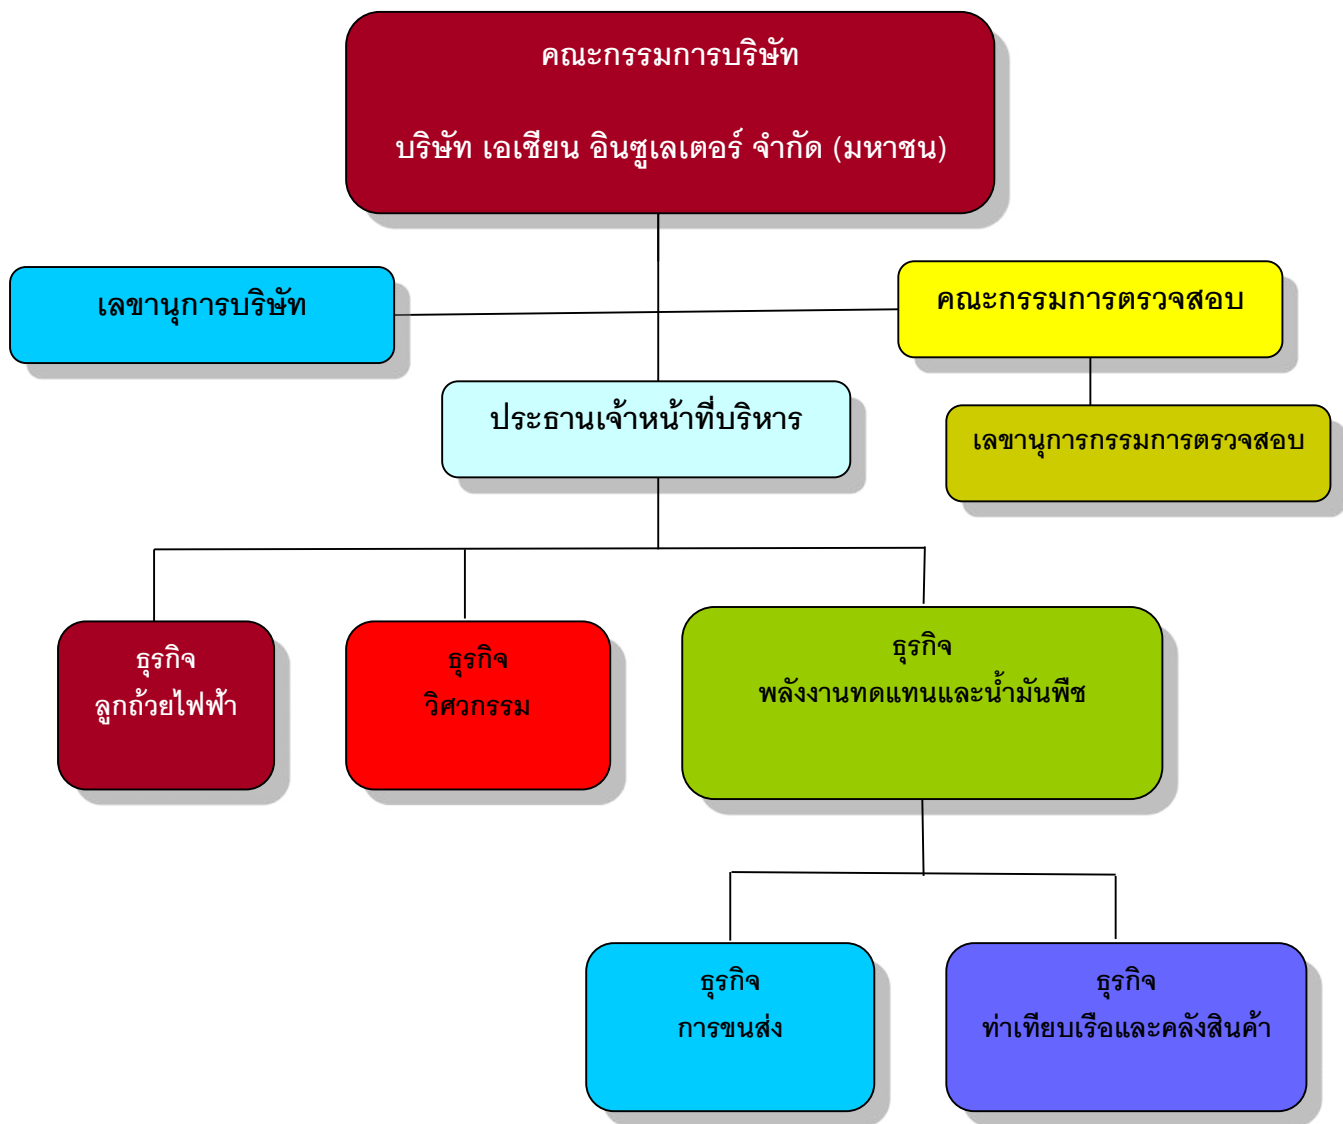 คณะกรรมการบริษัท
บริษัท เอเชียน อินซูเลเตอร์ จำกัด (มหาชน)
เลขานุการบริษัท
คณะกรรมการตรวจสอบ
ประธานเจ้าหน้าที่บริหาร
เลขานุการกรรมการตรวจสอบ
ธุรกิจ
ลูกถ้วยไฟฟ้า
ธุรกิจ
วิศวกรรม
ธุรกิจ
พลังงานทดแทนและน้ำมันพืช
ธุรกิจ
การขนส่ง
ธุรกิจ
ท่าเทียบเรือและคลังสินค้า